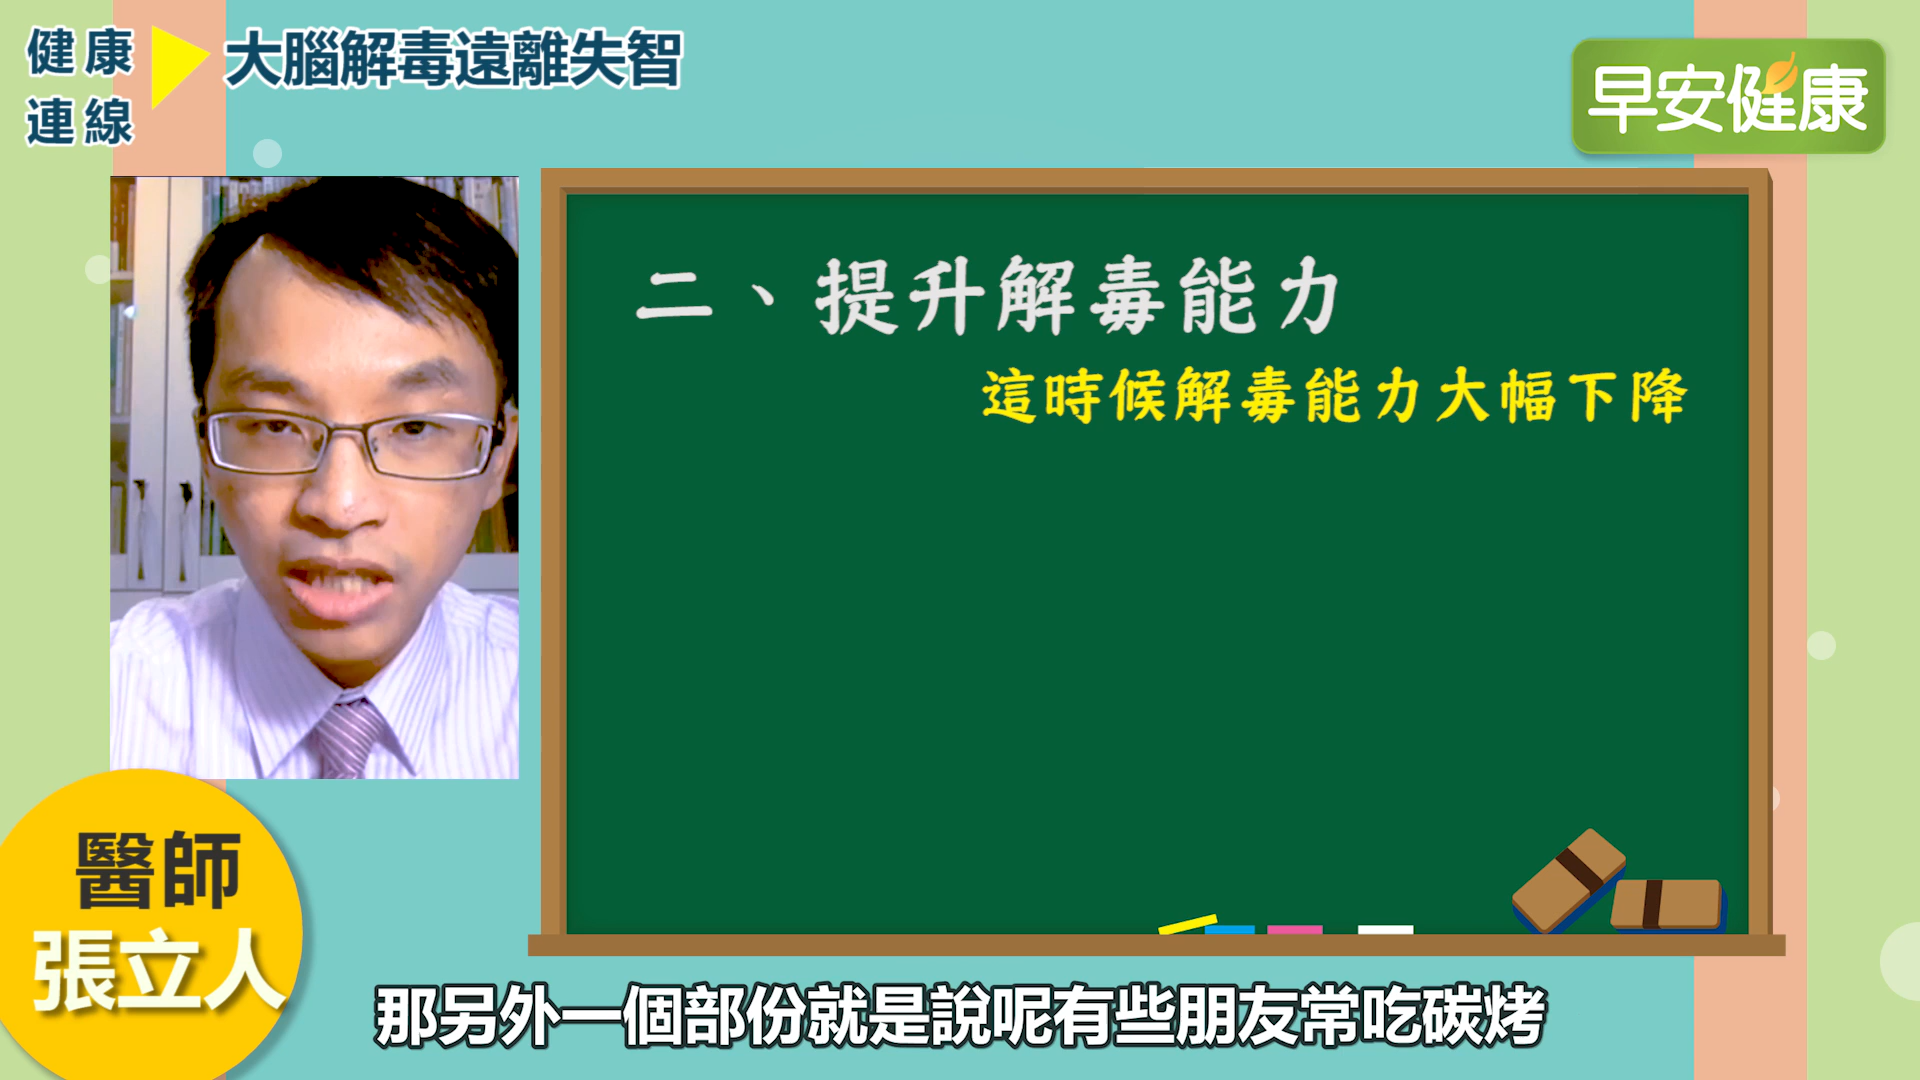 健康
連線
大腦解毒遠離失智
早安健康
二、提升解毒能力
這時候解毒能力大幅下降
醫師
張立人
那另外一個部份就是說呢有些朋友常吃碳烤